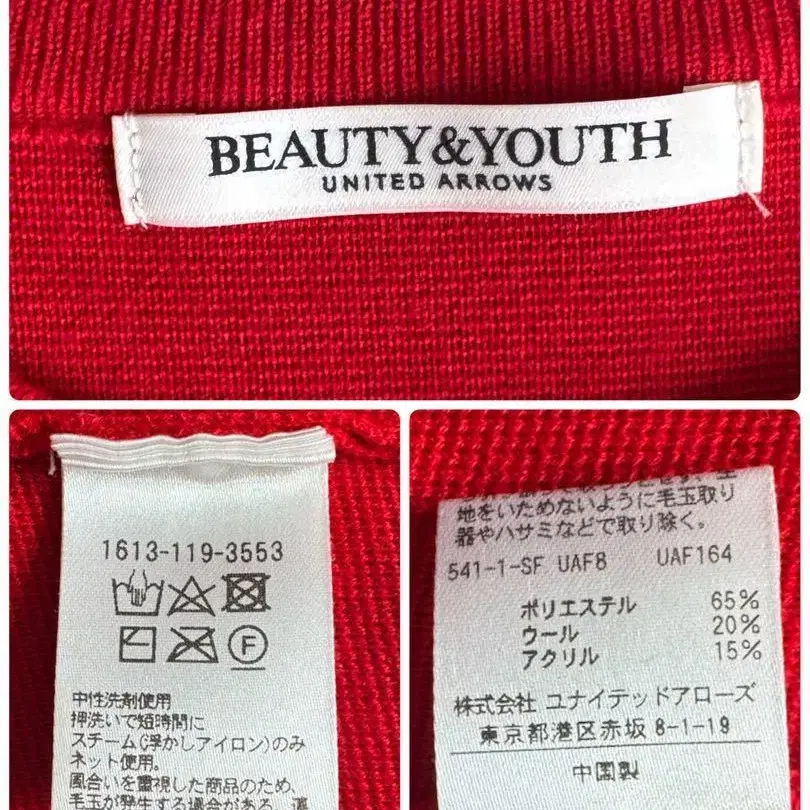 BEAUTY&YOUTH
UNITED ARROWS
1613-119-3553
F
中性洗剤使用
押洗いで短時間に
スチーム(浮かしアイロン)のみ
ネット使用。
風合いを重視した商品のため、
毛玉が発生する場合がある。
地をいためないように毛玉取り
器やハサミなどで取り除く。
541-1-SF UAF8 UAF164
ポリエステル 65%
ウール 20%
アクリル 15%
株式会社 ユナイテッドアローズ
東京都港区赤坂 8-1-19
中国製